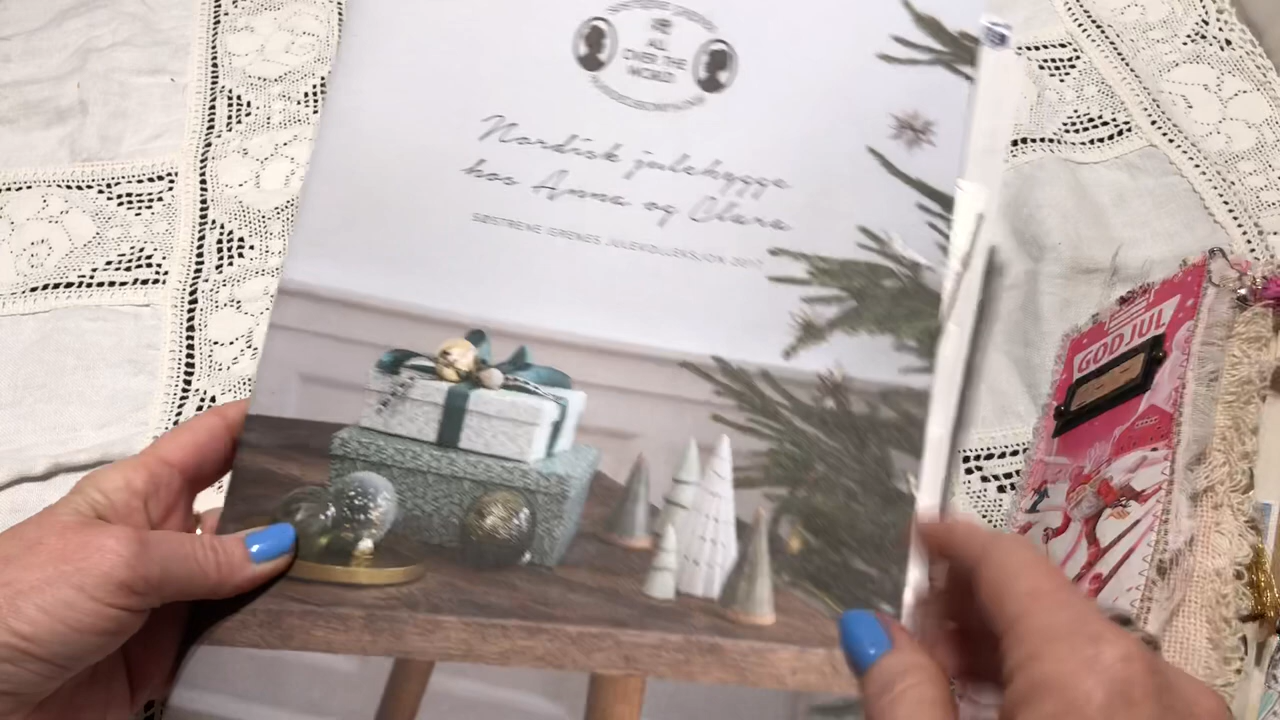 ALL
OVER THE
WORLD
Nordisk julehygge
hos Anna og Clara
SØSTRENE GRENES JULEKOLLEKSJON 2017
GOD JUL